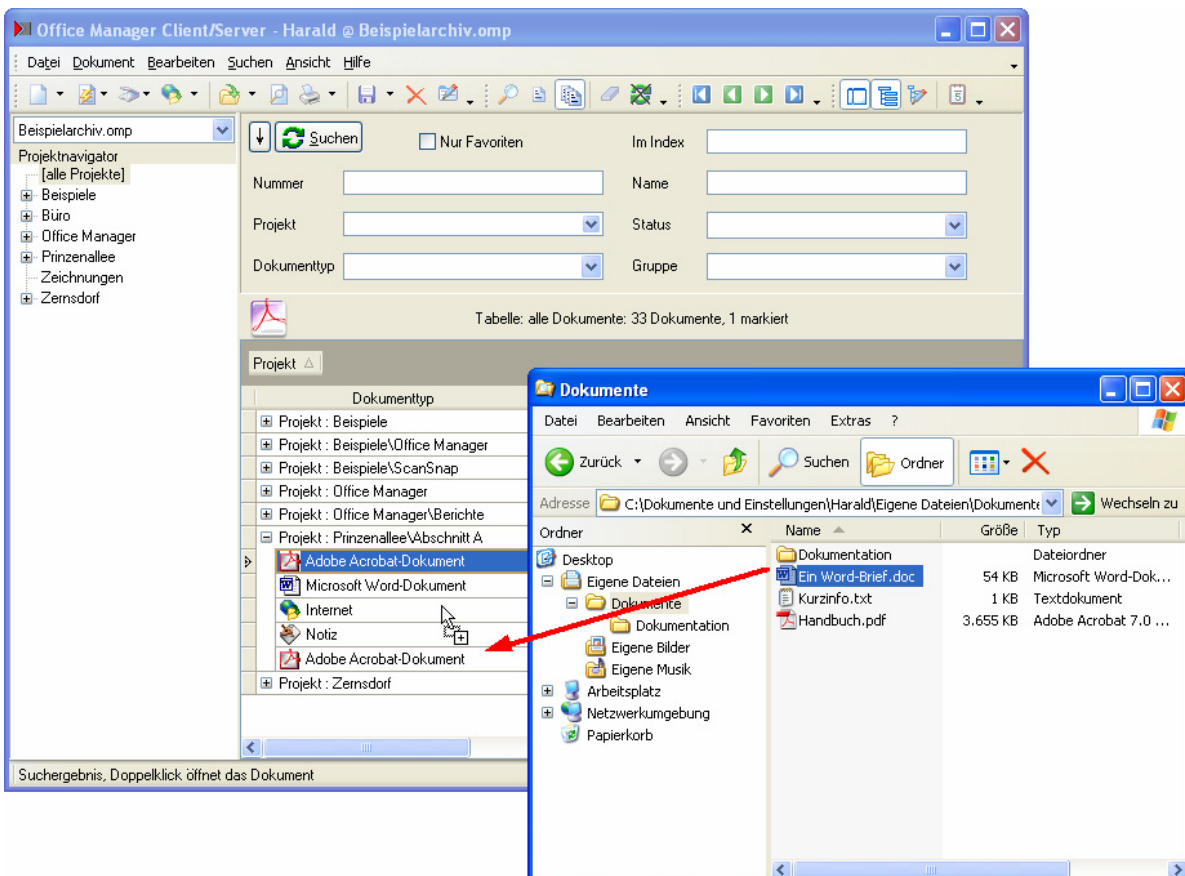 Office Manager Client/Server - Harald @ Beispielarchiv.omp
Datei Dokument Bearbeiten Suchen Ansicht Hilfe
Beispielarchiv.omp
Projektnavigator
[alle Projekte]
Beispiele
Büro
Office Manager
Prinzenallee
Zeichnungen
Zernsdorf
Suchen Nur Favoriten Im Index
Nummer Name
Projekt Status
Dokumenttyp Gruppe
Tabelle: alle Dokumente: 33 Dokumente, 1 markiert
Projekt
Dokumenttyp
Projekt : Beispiele
Projekt : Beispiele\Office Manager
Projekt : Beispiele\ScanSnap
Projekt : Office Manager
Projekt : Office Manager\Berichte
Projekt : Prinzenallee\Abschnitt A
Adobe Acrobat-Dokument
Microsoft Word-Dokument
Internet
Notiz
Adobe Acrobat-Dokument
Projekt : Zernsdorf
Suchergebnis, Doppelklick öffnet das Dokument
Dokumente
Datei Bearbeiten Ansicht Favoriten Extras ?
Zurück Suchen Ordner
Adresse C:\Dokumente und Einstellungen\Harald\Eigene Dateien\Dokumente Wechseln zu
Ordner
Desktop
Eigene Dateien
Dokumente
Dokumentation
Eigene Bilder
Eigene Musik
Arbeitsplatz
Netzwerkumgebung
Papierkorb
Name Größe Typ
Dokumentation Dateiordner
Ein Word-Brief.doc 54 KB Microsoft Word-Dok...
Kurzinfo.txt 1 KB Textdokument
Handbuch.pdf 3.655 KB Adobe Acrobat 7.0 ...